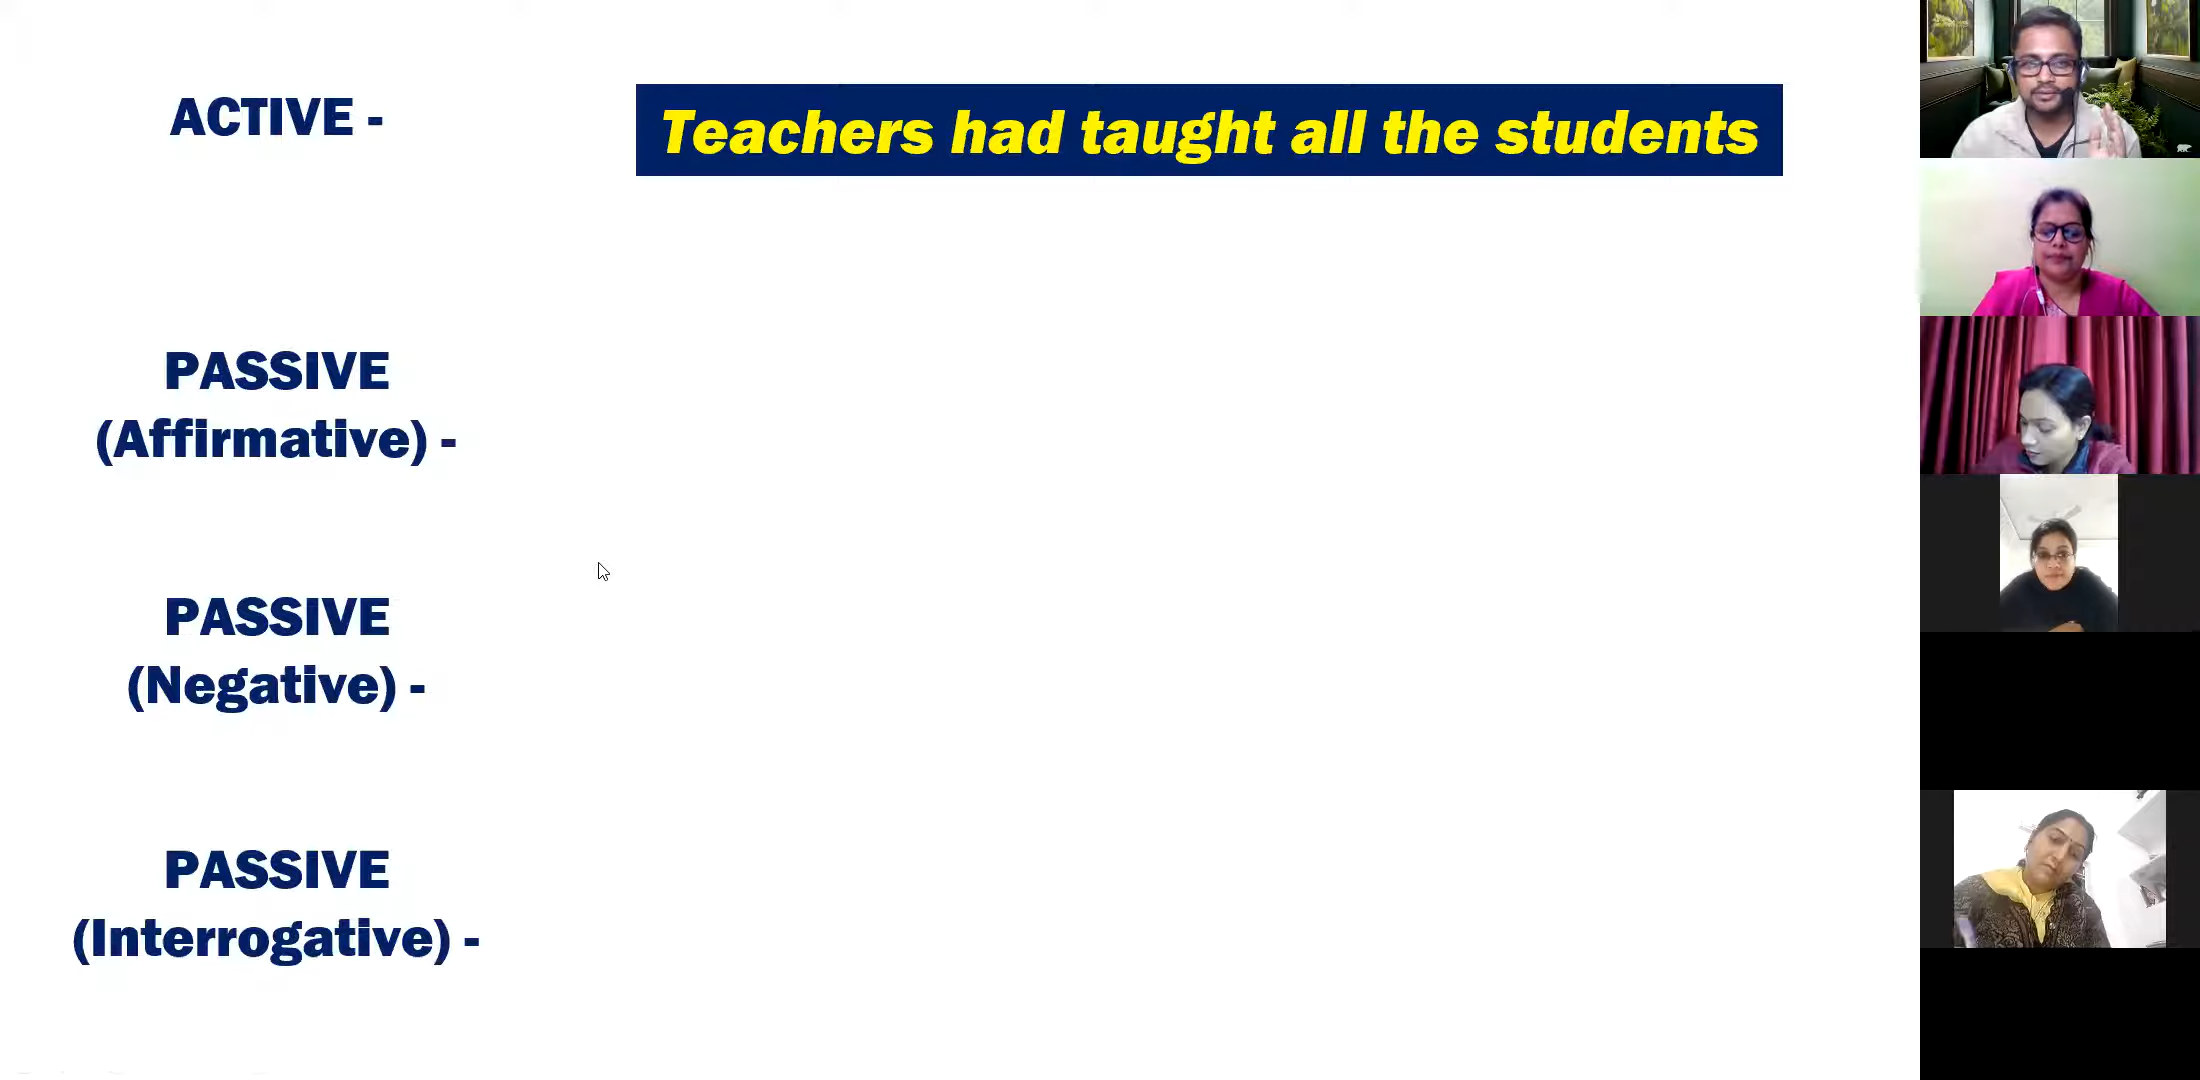 ACTIVE -
Teachers had taught all the students
PASSIVE
(Affirmative) -
PASSIVE
(Negative) -
PASSIVE
(Interrogative) -